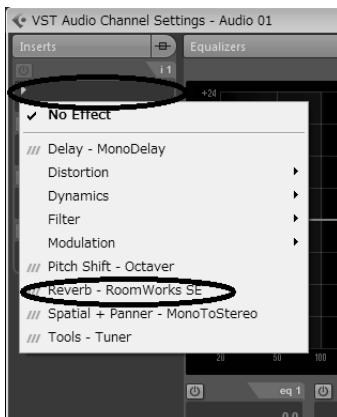 VST Audio Channel Settings - Audio 01
Inserts
Equalizers
i 1
+24
No Effect
Delay - MonoDelay
Distortion
Dynamics
Filter
Modulation
Pitch Shift - Octaver
Reverb - RoomWorks SE
Spatial + Panner - MonoToStereo
Tools - Tuner
20 50 100
eq 1
0.0